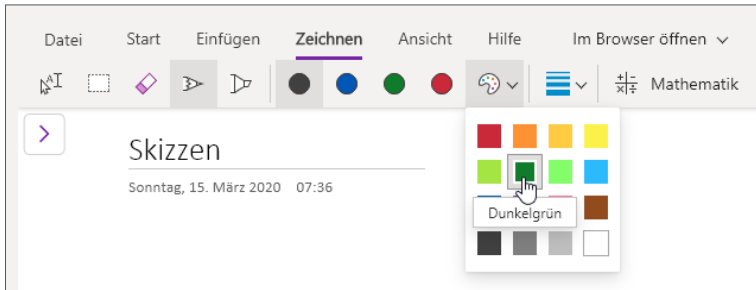 Datei Start Einfügen Zeichnen Ansicht Hilfe Im Browser öffnen
Mathematik
Skizzen
Sonntag, 15. März 2020 07:36
Dunkelgrün